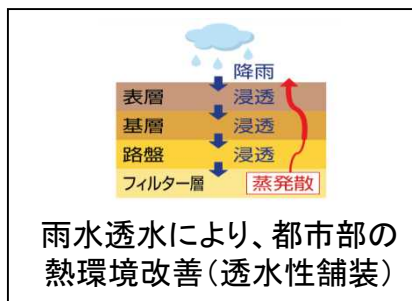 降雨
表層 浸透
基層 浸透
路盤 浸透
フィルター層 蒸発散
雨水透水により、都市部の
熱環境改善(透水性舗装)